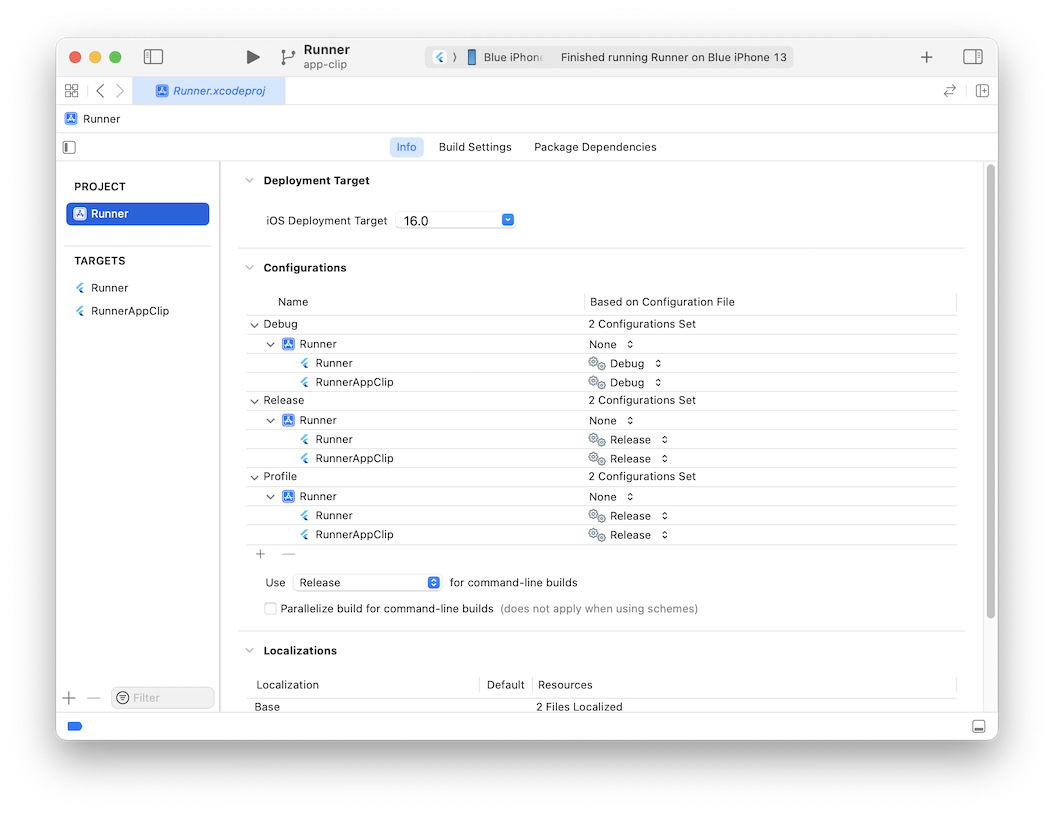 Runner
app-clip
Blue iPhon
Finished running Runner on Blue iPhone 13
Runner.xcodeproj
Runner
Info Build Settings Package Dependencies
PROJECT
Runner
TARGETS
Runner
RunnerAppClip
Filter
Deployment Target
iOS Deployment Target 16.0
Configurations
Name Based on Configuration File
Debug 2 Configurations Set
Runner None
Runner Debug
RunnerAppClip Debug
Release 2 Configurations Set
Runner None
Runner Release
RunnerAppClip Release
Profile 2 Configurations Set
Runner None
Runner Release
RunnerAppClip Release
Use Release for command-line builds
Parallelize build for command-line builds (does not apply when using schemes)
Localizations
Localization Default Resources
Base 2 Files Localized